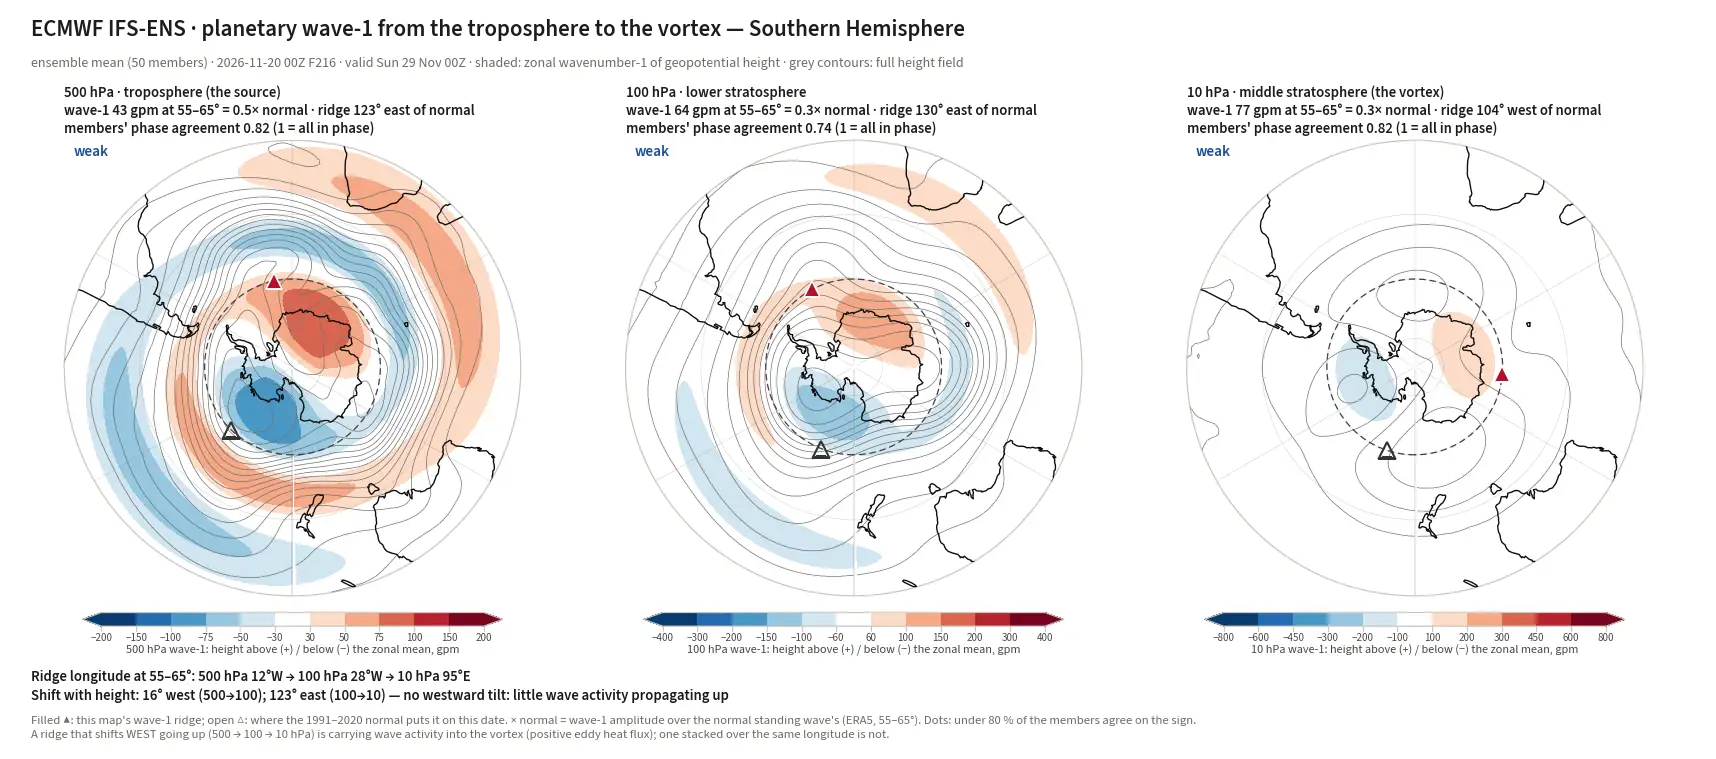 ECMWF IFS-ENS · planetary wave-1 from the troposphere to the vortex — Southern Hemisphere
ensemble mean (50 members) · 2026-11-20 00Z F216 · valid Sun 29 Nov 00Z · shaded: zonal wavenumber-1 of geopotential height · grey contours: full height field
500 hPa · troposphere (the source)
wave-1 43 gpm at 55–65° = 0.5× normal · ridge 123° east of normal
members' phase agreement 0.82 (1 = all in phase)
weak
100 hPa · lower stratosphere
wave-1 64 gpm at 55–65° = 0.3× normal · ridge 130° east of normal
members' phase agreement 0.74 (1 = all in phase)
weak
10 hPa · middle stratosphere (the vortex)
wave-1 77 gpm at 55–65° = 0.3× normal · ridge 104° west of normal
members' phase agreement 0.82 (1 = all in phase)
weak
−200 −150 −100 −75 −50 −30 30 50 75 100 150 200
500 hPa wave-1: height above (+) / below (−) the zonal mean, gpm
−400 −300 −200 −150 −100 −60 60 100 150 200 300 400
100 hPa wave-1: height above (+) / below (−) the zonal mean, gpm
−800 −600 −450 −300 −200 −100 100 200 300 450 600 800
10 hPa wave-1: height above (+) / below (−) the zonal mean, gpm
Ridge longitude at 55–65°: 500 hPa 12°W → 100 hPa 28°W → 10 hPa 95°E
Shift with height: 16° west (500→100); 123° east (100→10) — no westward tilt: little wave activity propagating up
Filled ▲: this map's wave-1 ridge; open △: where the 1991–2020 normal puts it on this date. × normal = wave-1 amplitude over the normal standing wave's (ERA5, 55–65°). Dots: under 80 % of the members agree on the sign.
A ridge that shifts WEST going up (500 → 100 → 10 hPa) is carrying wave activity into the vortex (positive eddy heat flux); one stacked over the same longitude is not.